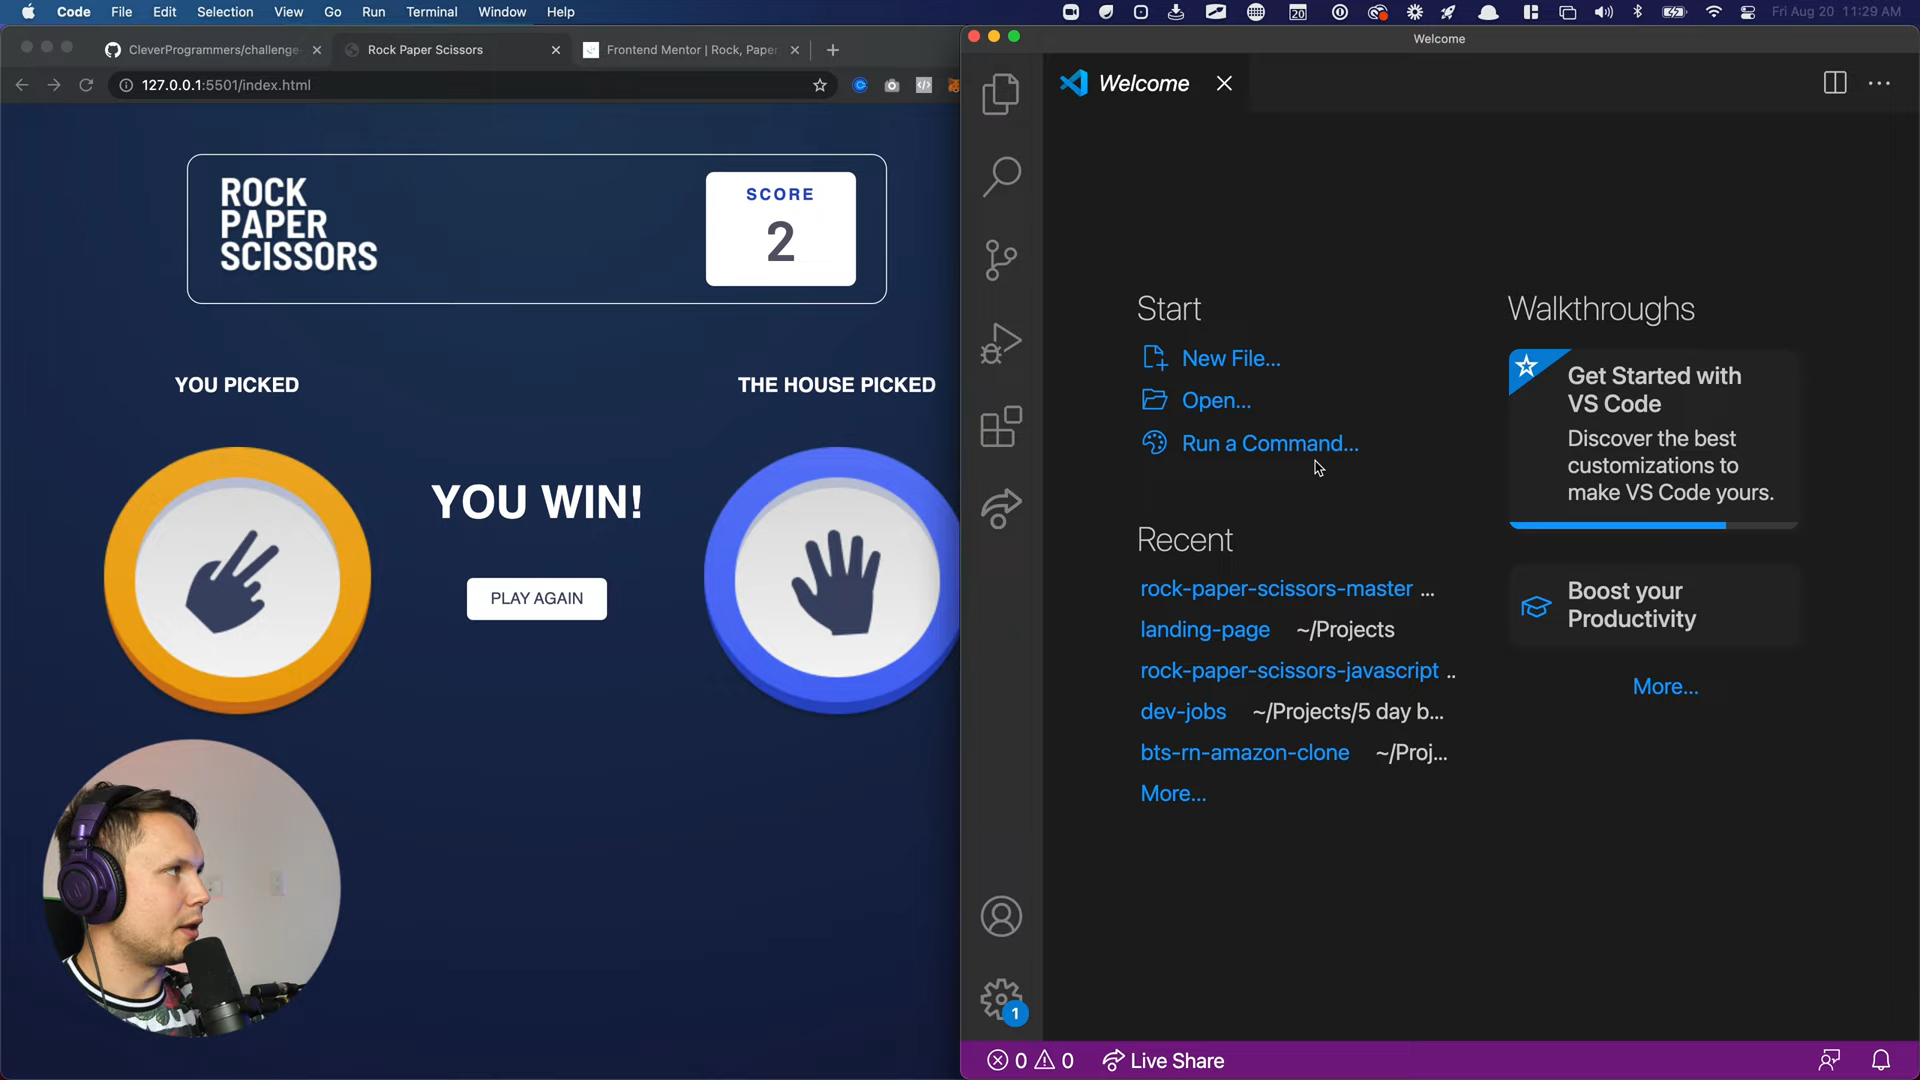 Code File Edit Selection View Go Run Terminal Window Help
20 Fri Aug 20 11:29 AM
CleverProgrammers/challenge-
Rock Paper Scissors
Frontend Mentor | Rock, Paper
127.0.0.1:5501/index.html
ROCK
PAPER
SCISSORS
SCORE
2
YOU PICKED
THE HOUSE PICKED
YOU WIN!
PLAY AGAIN
Welcome
Welcome
Start
New File...
Open...
Run a Command...
Recent
rock-paper-scissors-master ...
landing-page ~/Projects
rock-paper-scissors-javascript ..
dev-jobs ~/Projects/5 day b...
bts-rn-amazon-clone ~/Proj...
More...
Walkthroughs
Get Started with
VS Code
Discover the best
customizations to
make VS Code yours.
Boost your
Productivity
More...
1
0 0 Live Share